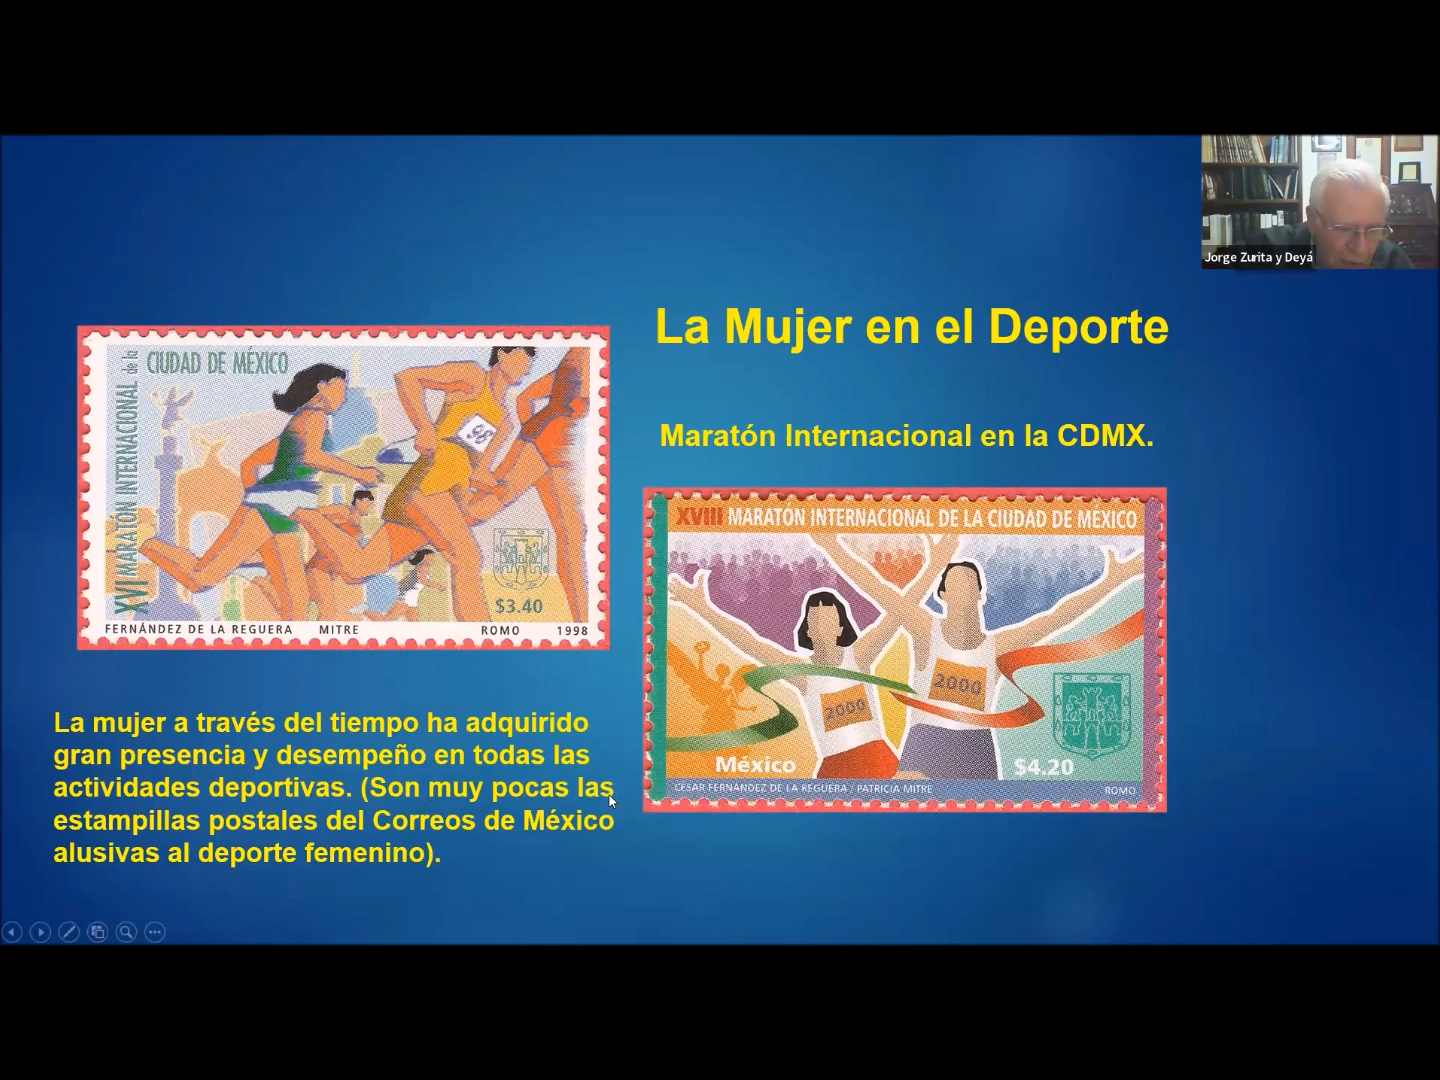 Jorge Zurita y Deyá
La Mujer en el Deporte
Maratón Internacional en la CDMX.
XVI MARATÓN INTERNACIONAL de la
CIUDAD DE MÉXICO
$3.40
FERNÁNDEZ DE LA REGUERA MITRE ROMO 1998
XVIII MARATÓN INTERNACIONAL DE LA CIUDAD DE MÉXICO
2000
2000
México
$4.20
CESAR FERNÁNDEZ DE LA REGUERA / PATRICIA MITRE ROMO
La mujer a través del tiempo ha adquirido
gran presencia y desempeño en todas las
actividades deportivas. (Son muy pocas las
estampillas postales del Correos de México
alusivas al deporte femenino).